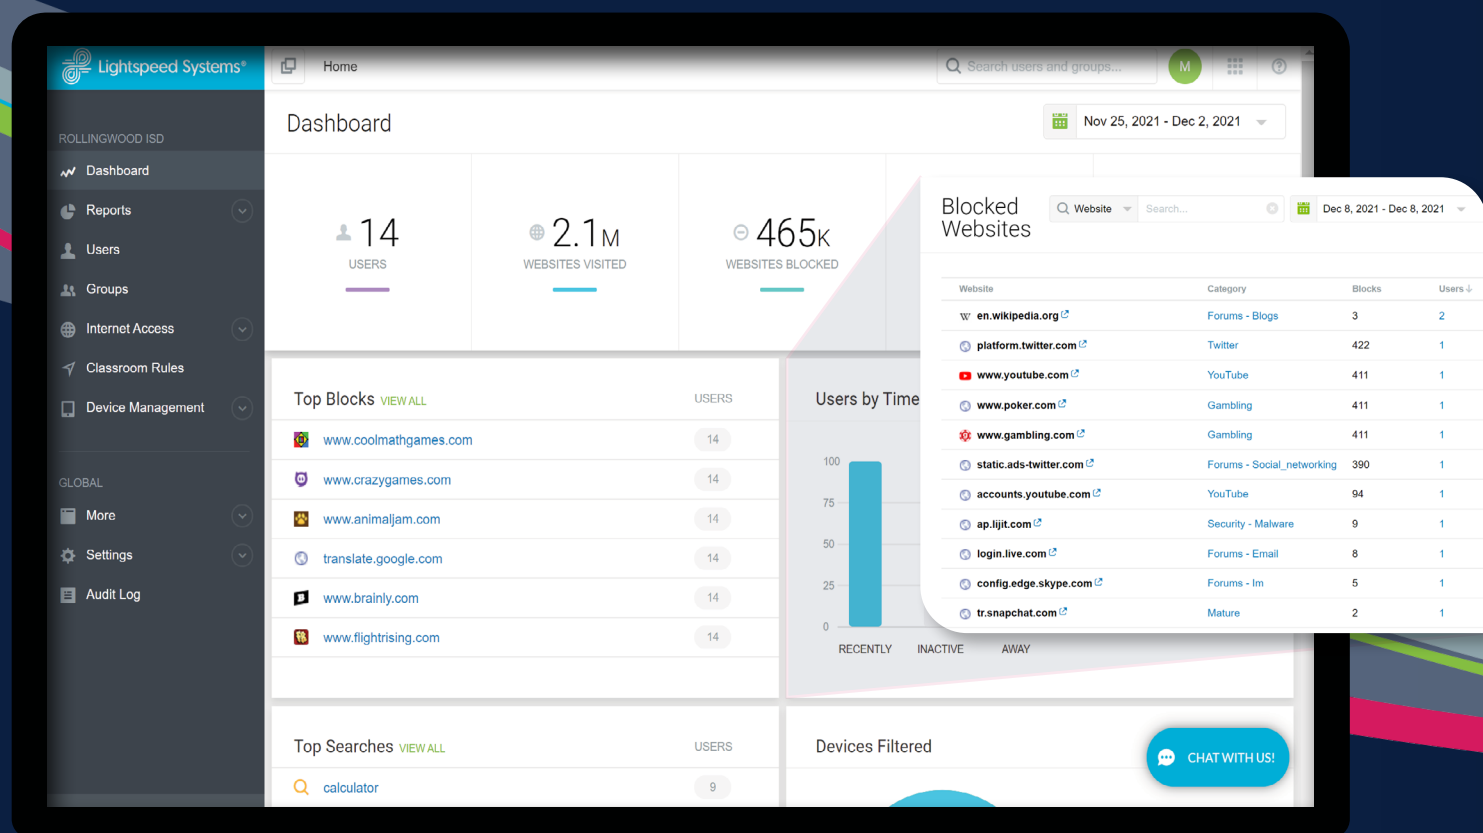 Lightspeed Systems®
Home
Search users and groups...
M
ROLLINGWOOD ISD
Dashboard
Reports
Users
Groups
Internet Access
Classroom Rules
Device Management
GLOBAL
More
Settings
Audit Log
Dashboard
Nov 25, 2021 - Dec 2, 2021
14
USERS
2.1M
WEBSITES VISITED
465K
WEBSITES BLOCKED
Top Blocks VIEW ALL USERS
www.coolmathgames.com 14
www.crazygames.com 14
www.animaljam.com 14
translate.google.com 14
www.brainly.com 14
www.flightrising.com 14
Users by Time
100
75
50
25
0
RECENTLY INACTIVE AWAY
Top Searches VIEW ALL USERS
calculator 9
Devices Filtered
CHAT WITH US!
Blocked
Websites
Website Search... Dec 8, 2021 - Dec 8, 2021
Website Category Blocks Users
W en.wikipedia.org Forums - Blogs 3 2
platform.twitter.com Twitter 422 1
www.youtube.com YouTube 411 1
www.poker.com Gambling 411 1
www.gambling.com Gambling 411 1
static.ads-twitter.com Forums - Social_networking 390 1
accounts.youtube.com YouTube 94 1
ap.lijit.com Security - Malware 9 1
login.live.com Forums - Email 8 1
config.edge.skype.com Forums - Im 5 1
tr.snapchat.com Mature 2 1